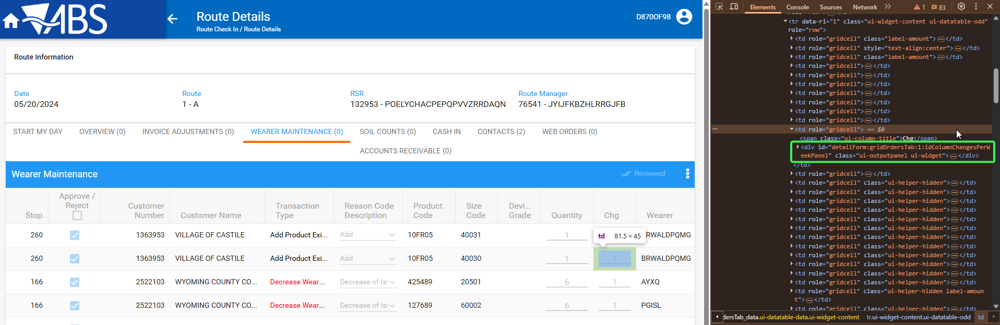 ABS
Route Details
Route Check In / Route Details
D870OF98
Route Information
Date
05/20/2024
Route
1 - A
RSR
132953 - POELYCHACPEPQPVVZRRDAQN
Route Manager
76541 - JYIJFKBZHLRRGJFB
START MY DAY
OVERVIEW (0)
INVOICE ADJUSTMENTS (0)
WEARER MAINTENANCE (0)
SOIL COUNTS (0)
CASH IN
CONTACTS (2)
WEB ORDERS (0)
ACCOUNTS RECEIVABLE (0)
Wearer Maintenance
Reviewed
Stop
Approve /
Reject
Customer
Number
Customer Name
Transaction
Type
Reason Code
Description
Product
Code
Size
Code
Devi...
Grade
Quantity
Chg
Wearer
260 1363953 VILLAGE OF CASTILE Add Product Exi... Add 10FR05 40031 1 RWALDPQMG
td 81.5 × 45
260 1363953 VILLAGE OF CASTILE Add Product Exi... Add 10FR05 40030 1 1 BRWALDPQMG
166 2522103 WYOMING COUNTY CO... Decrease Wear... Decrease of Is 425489 20501 6 1 AYXQ
166 2522103 WYOMING COUNTY CO... Decrease Wear... Decrease of Is 127689 60002 6 1 PGISL
Elements Console Sources Network 1 83
<tr data-ri="1" class="ui-widget-content ui-datatable-odd"
role="row">
<td role="gridcell" class="label-amount">…</td>
<td role="gridcell" style="text-align:center">…</td>
<td role="gridcell" class="label-amount">…</td>
<td role="gridcell">…</td>
<td role="gridcell">…</td>
<td role="gridcell">…</td>
<td role="gridcell">…</td>
<td role="gridcell">…</td>
<td role="gridcell">…</td>
<td role="gridcell">…</td>
<td role="gridcell"> == $0
<span class="ui-column-title">Chg</span>
<div id="detailForm:gridOrdersTab:1:idColumnChangesPerW
eekPanel" class="ui-outputpanel ui-widget">…</div>
</td>
<td role="gridcell">…</td>
<td role="gridcell" class="ui-helper-hidden">…</td>
<td role="gridcell" class="ui-helper-hidden">…</td>
<td role="gridcell" class="ui-helper-hidden">…</td>
<td role="gridcell" class="ui-helper-hidden">…</td>
<td role="gridcell" class="ui-helper-hidden">…</td>
<td role="gridcell" class="ui-helper-hidden">…</td>
<td role="gridcell" class="ui-helper-hidden">…</td>
<td role="gridcell" class="ui-helper-hidden">…</td>
<td role="gridcell" class="ui-helper-hidden">…</td>
<td role="gridcell" class="ui-helper-hidden">…</td>
<td role="gridcell" class="ui-helper-hidden">…</td>
<td role="gridcell" class="ui-helper-hidden">…</td>
<td role="gridcell" class="ui-helper-hidden label-amoun
t">…</td>
<td role="gridcell" class="ui-helper-hidden">…</td>
dersTab_data.ui-datatable-data.ui-widget-content tr.ui-widget-content.ui-datatable-odd td